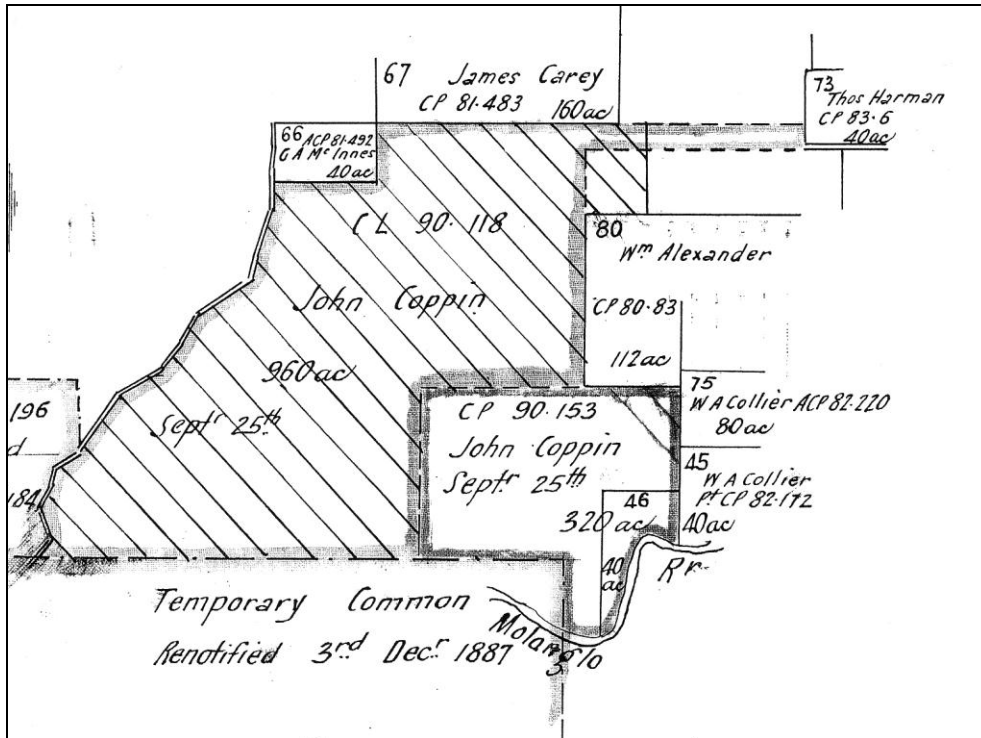 67 James Carey
CP 81·483 160ac
73
Thos Harman
CP 83·6
40ac
66 ACP 81·492
G A McInnes
40ac
CL 90·118
John Coppin
960ac
Septr 25th
80
Wm Alexander
CP 80·83
112ac
75
W A Collier ACP 82·220
80ac
CP 90·153
John Coppin
Septr 25th
320ac
45
W A Collier
Pt CP 82·172
40ac
46
40
ac
196
d
184
Temporary Common
Renotified 3rd Decr 1887
Molonglo
Rr